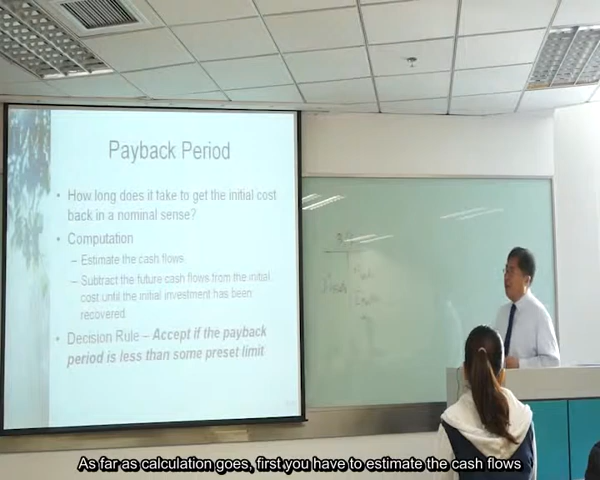 Payback Period
• How long does it take to get the initial cost
back in a nominal sense?
• Computation
– Estimate the cash flows
– Subtract the future cash flows from the initial
cost until the initial investment has been
recovered.
• Decision Rule – Accept if the payback
period is less than some preset limit
As far as calculation goes, first you have to estimate the cash flows